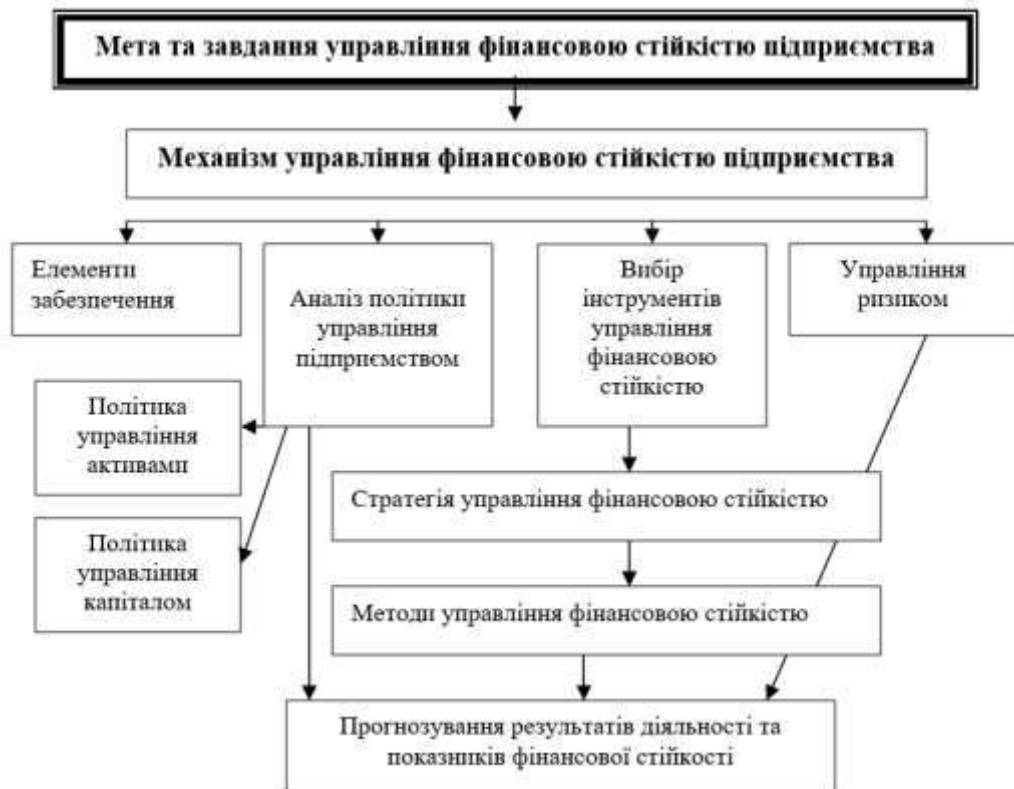 Мета та завдання управління фінансовою стійкістю підприємства
Механізм управління фінансовою стійкістю підприємства
Елементи
забезпечення
Аналіз політики
управління
підприємством
Вибір
інструментів
управління
фінансовою
стійкістю
Управління
ризиком
Політика
управління
активами
Політика
управління
капіталом
Стратегія управління фінансовою стійкістю
Методи управління фінансовою стійкістю
Прогнозування результатів діяльності та
показників фінансової стійкості